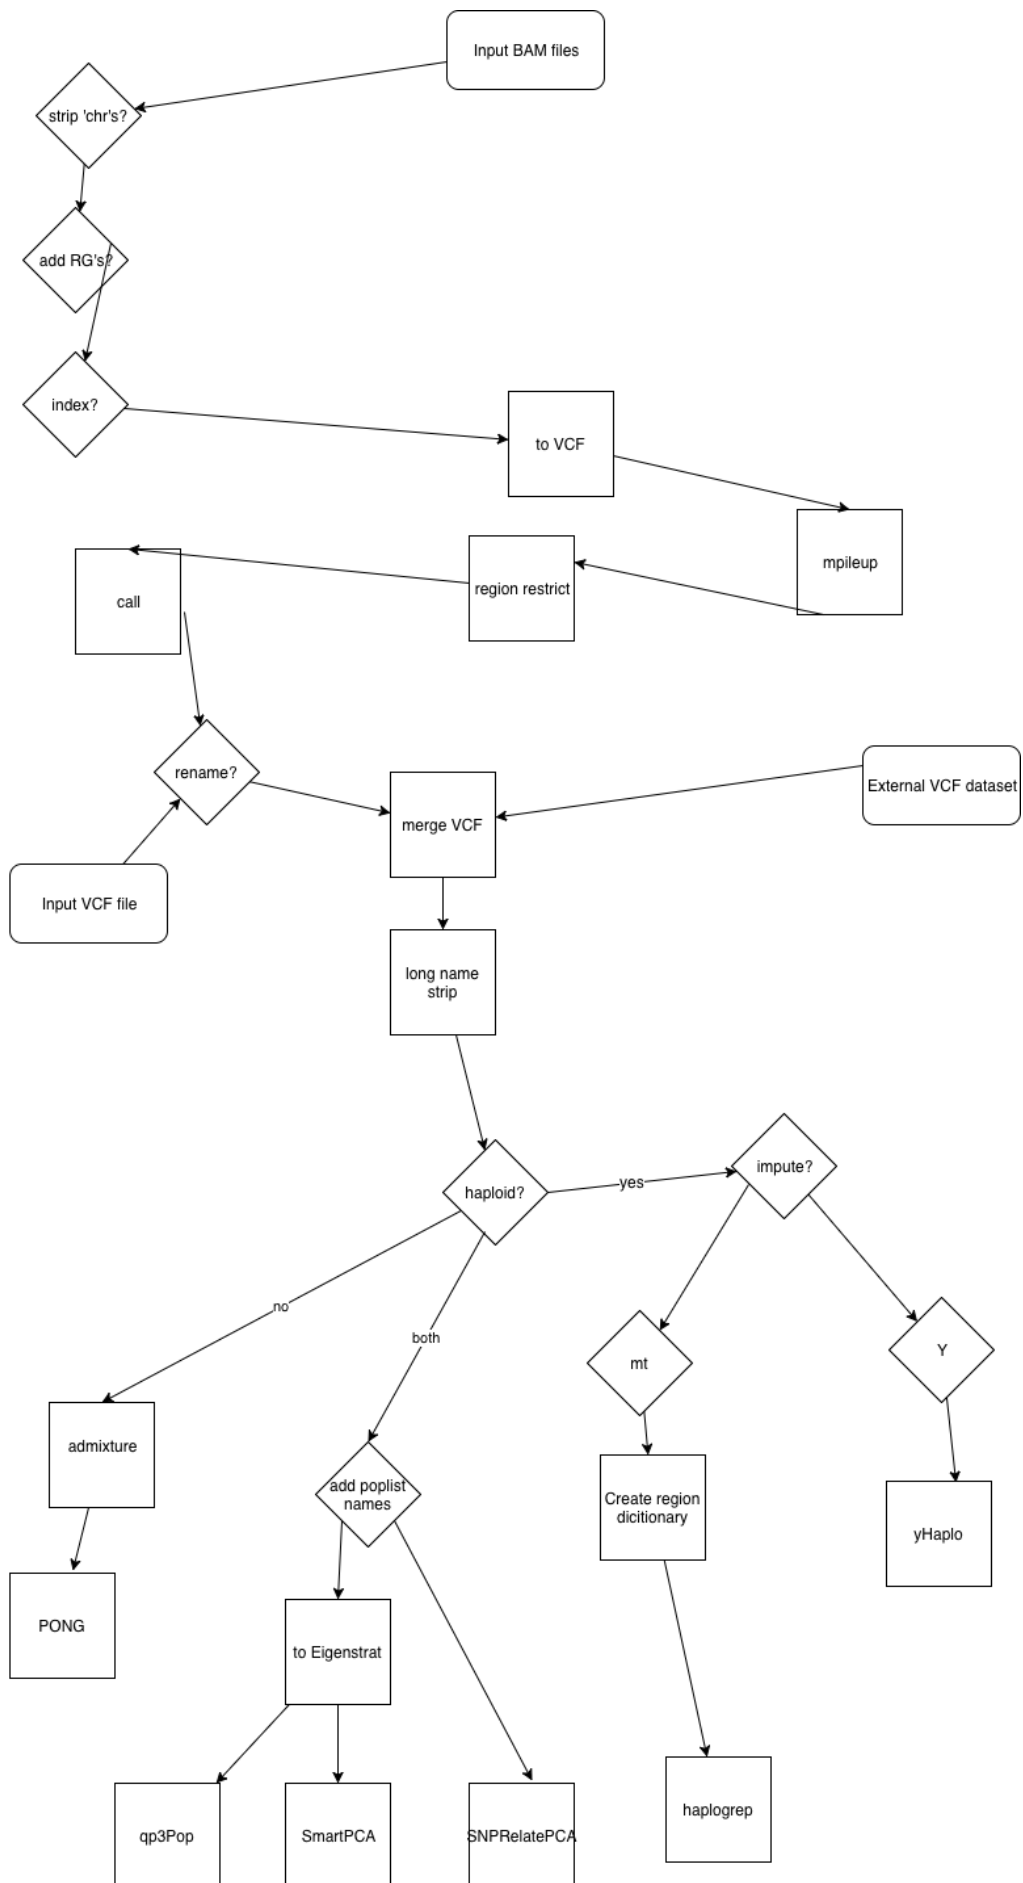 Input BAM files
strip 'chr's?
add RG's?
index?
to VCF
mpileup
region restrict
call
rename?
External VCF dataset
merge VCF
Input VCF file
long name
strip
impute?
haploid?
yes
no
both
Y
mt
admixture
add poplist
names
Create region
dicitionary
yHaplo
PONG
to Eigenstrat
haplogrep
qp3Pop
SmartPCA
SNPRelatePCA